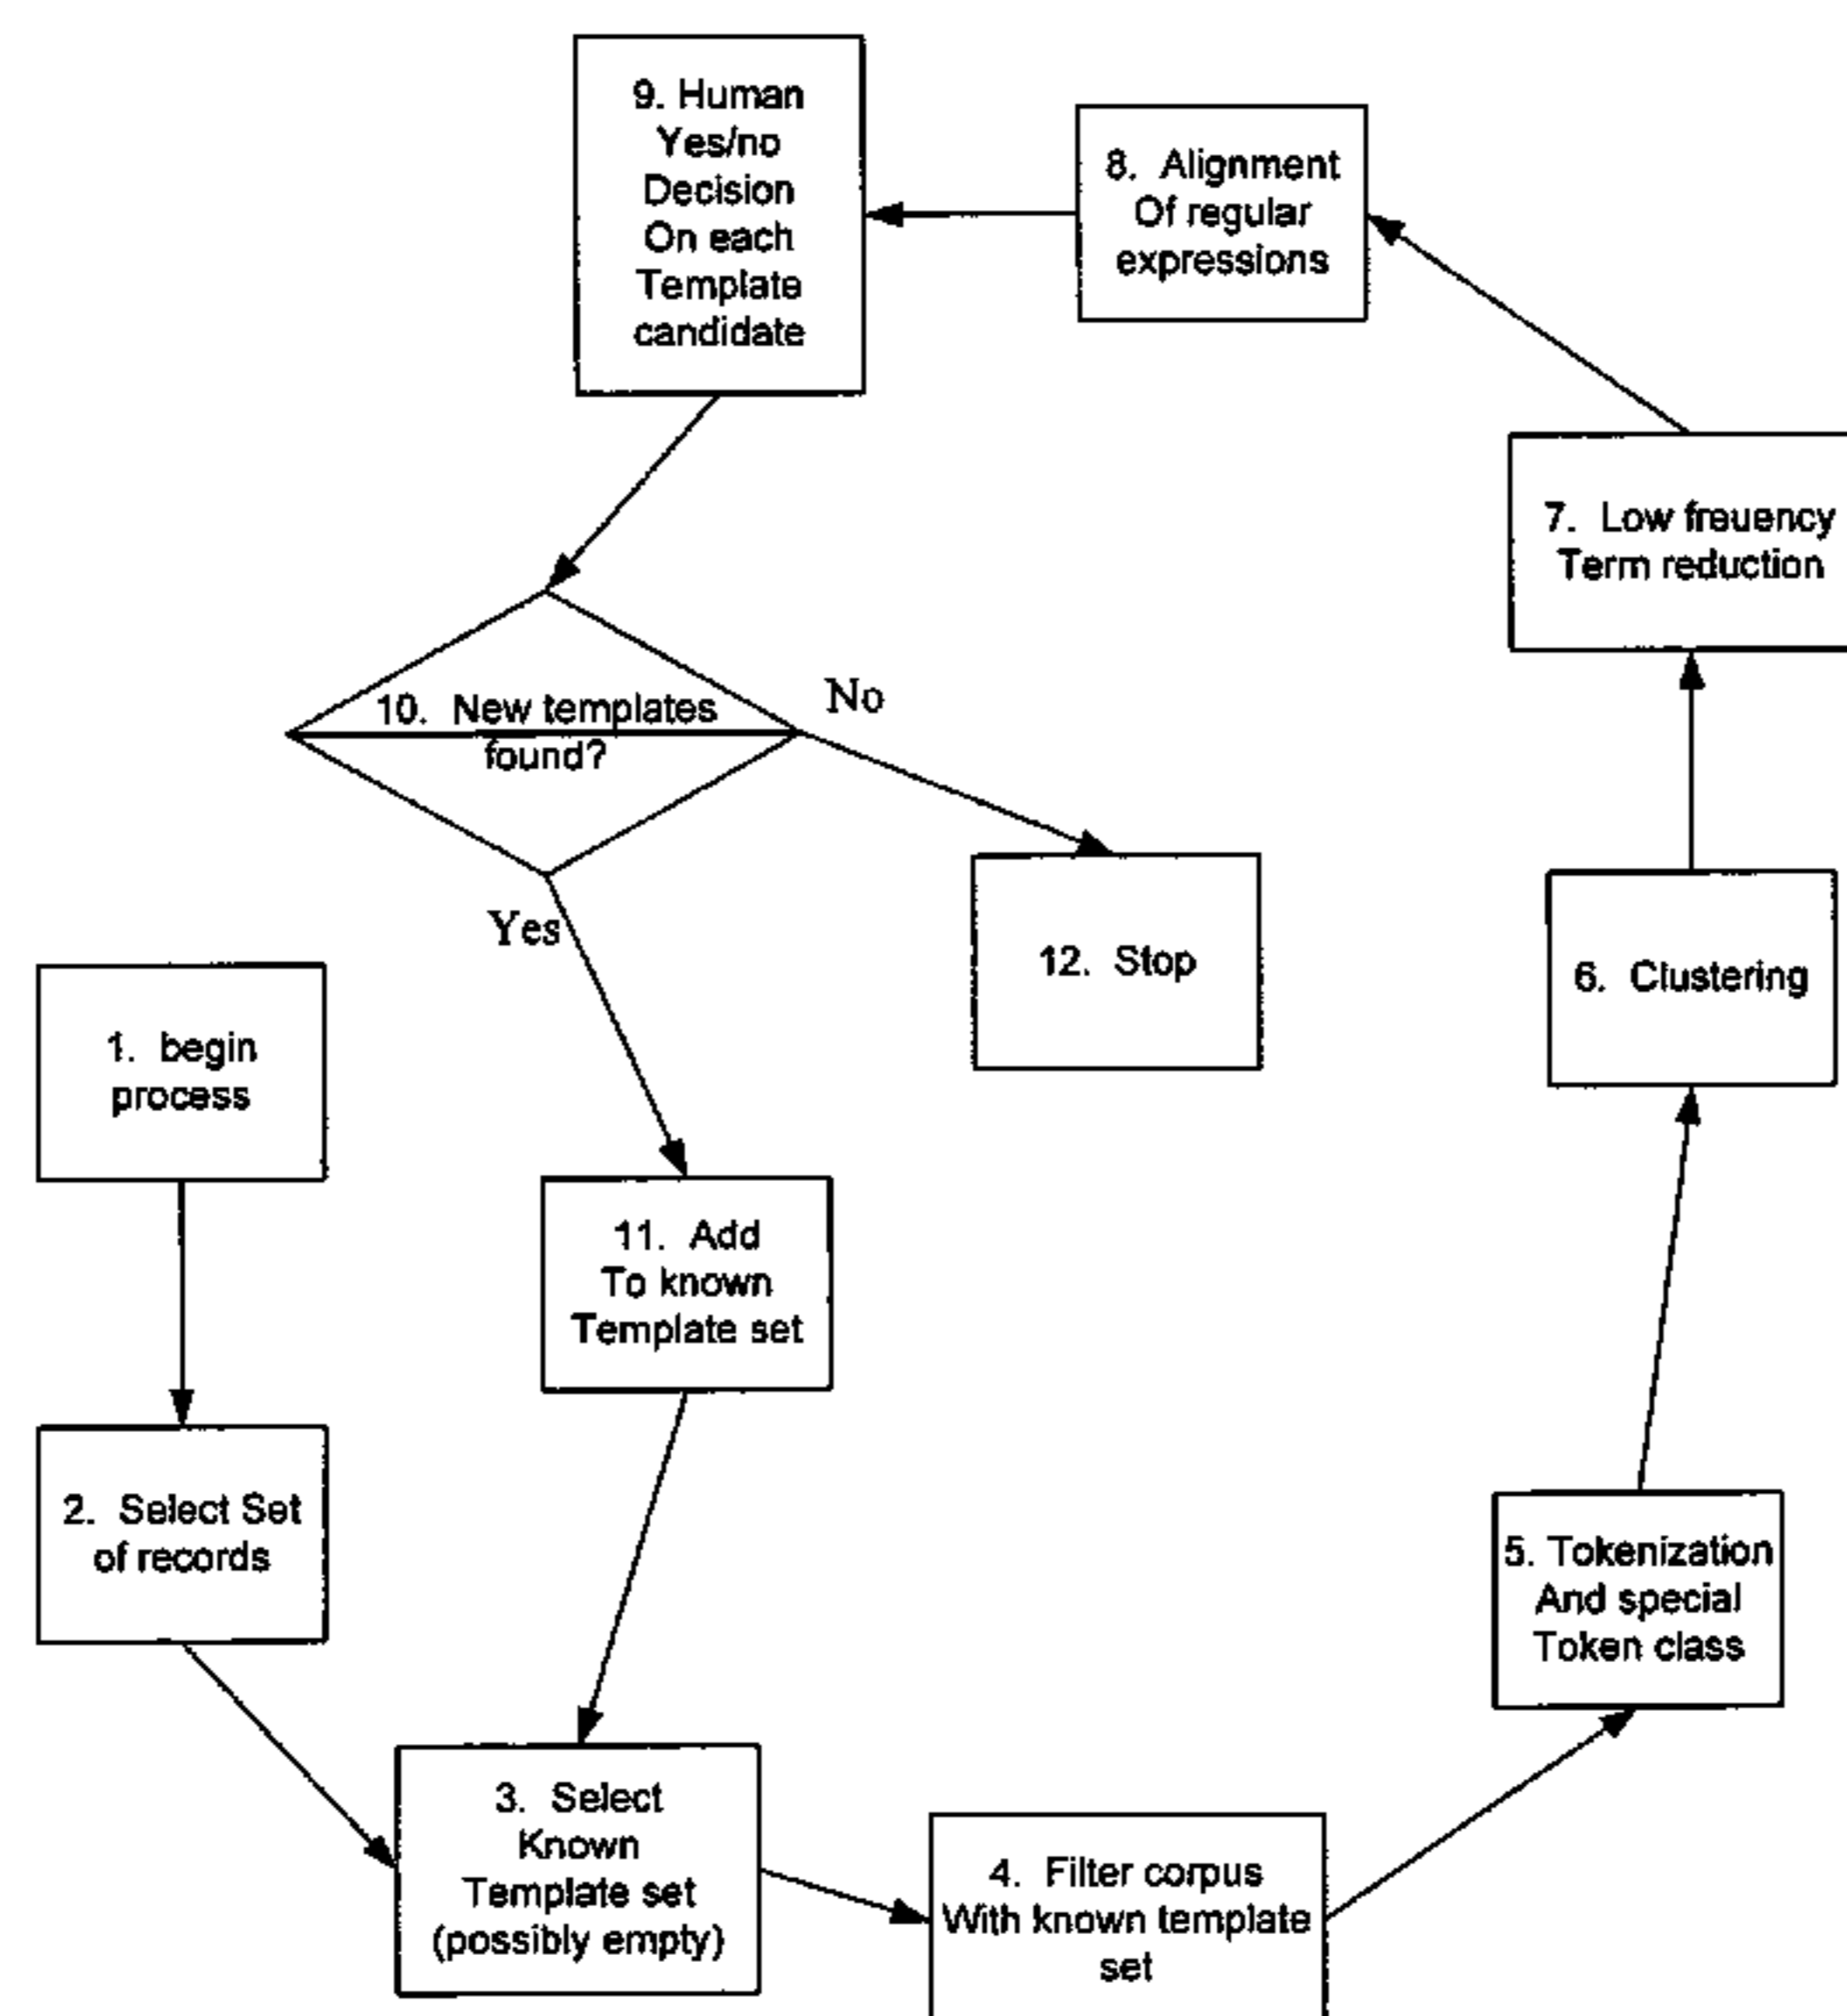 9. Human
Yes/no
Decision
On each
Template
candidate
8. Alignment
Of regular
expressions
7. Low freuency
Term reduction
10. New templates
found?
No
Yes
12. Stop
6. Clustering
1. begin
process
11. Add
To known
Template set
2. Select Set
of records
5. Tokenization
And special
Token class
3. Select
Known
Template set
(possibly empty)
4. Filter corpus
With known template
set